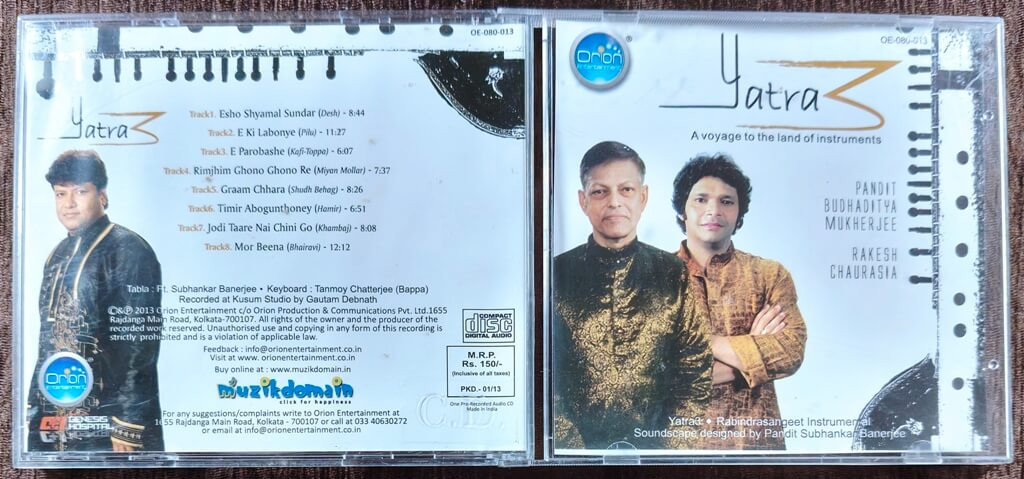 OE-080-013
Yatra 3
Track1. Esho Shyamal Sundar (Desh) - 8:44
Track2. E Ki Labonye (Pilu) - 11:27
Track3. E Parobashe (Kafi-Toppa) - 6:07
Track4. Rimjhim Ghono Ghono Re (Miyan Mollar) - 7:37
Track5. Graam Chhara (Shudh Behag) - 8:26
Track6. Timir Abogunthoney (Hamir) - 6:51
Track7. Jodi Taare Nai Chini Go (Khambaj) - 8:08
Track8. Mor Beena (Bhairavi) - 12:12
Tabla : Pt. Subhankar Banerjee • Keyboard : Tanmoy Chatterjee (Bappa)
Recorded at Kusum Studio by Gautam Debnath
©&℗ 2013 Orion Entertainment c/o Orion Production & Communications Pvt. Ltd.1655
Rajdanga Main Road, Kolkata-700107. All rights of the owner and the producer of the
recorded work reserved. Unauthorised use and copying in any form of this recording is
strictly prohibited and is a violation of applicable law.
Feedback : info@orionentertainment.co.in
Visit at www. orionentertainment.co.in
Buy online at : www.muzikdomain.in
muzikdomain
click for happiness
For any suggestions/complaints write to Orion Entertainment at
1655 Rajdanga Main Road, Kolkata - 700107 or call at 033 40630272
or email at info@orionentertainment.co.in
Orion
entertainment
GENESIS
HOSPITAL
COMPACT
disc
DIGITAL AUDIO
M.R.P.
Rs. 150/-
(Inclusive of all taxes)
PKD.- 01/13
One Pre-Recorded Audio CD
Made in India
OE-080-013
Orion
entertainment
Yatra 3
A voyage to the land of instruments
PANDIT
BUDHADITYA
MUKHERJEE
RAKESH
CHAURASIA
Yatra3 • Rabindrasangeet Instrumental
Soundscape designed by Pandit Subhankar Banerjee